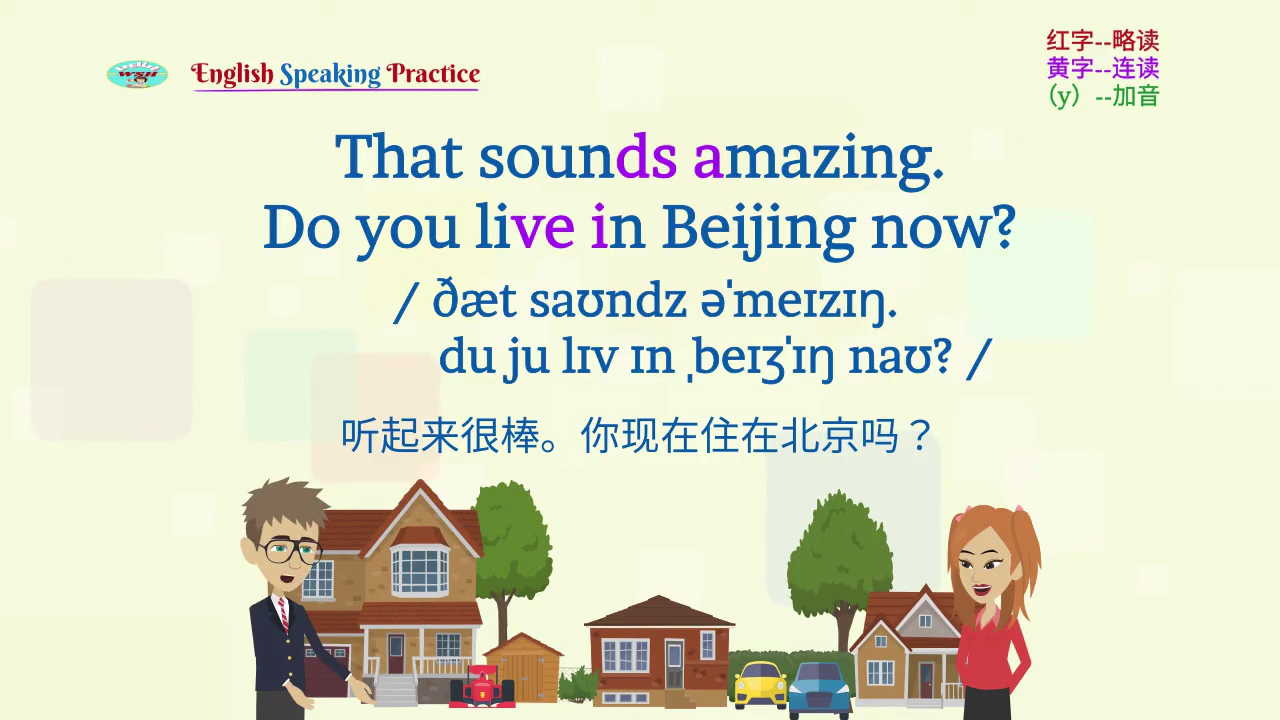 English Speaking Practice
红字--略读
黄字--连读
（y）--加音
That sounds amazing.
Do you live in Beijing now?
/ ðæt saʊndz əˈmeɪzɪŋ.
du ju lɪv ɪn ˌbeɪʒˈɪŋ naʊ? /
听起来很棒。你现在住在北京吗？